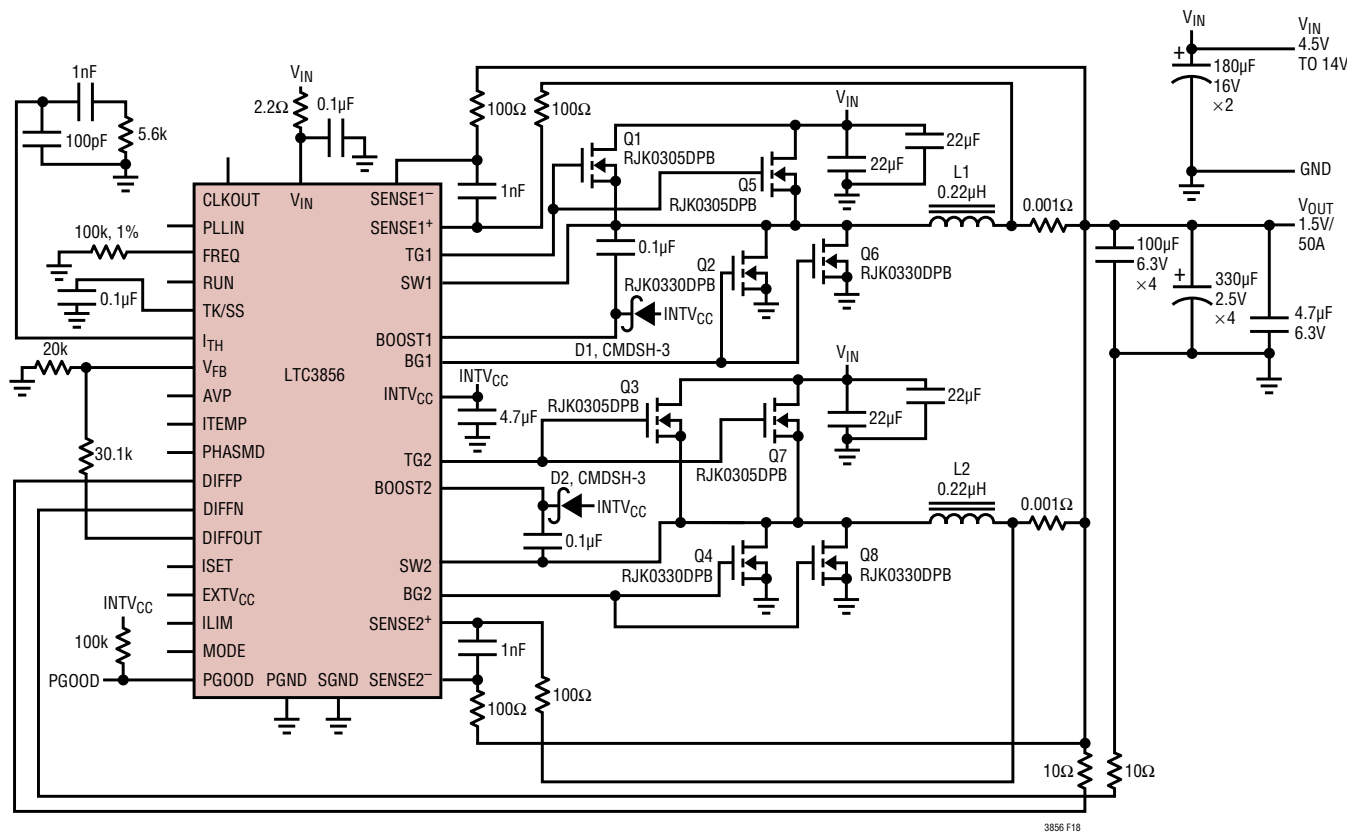 V_IN
V_IN
4.5V
TO 14V
180µF
16V
×2
GND
1nF
100pF
5.6k
V_IN
2.2Ω
0.1µF
100Ω
100Ω
1nF
Q1
RJK0305DPB
Q5
RJK0305DPB
V_IN
22µF
22µF
L1
0.22µH
0.001Ω
V_OUT
1.5V/
50A
100µF
6.3V
×4
330µF
2.5V
×4
4.7µF
6.3V
0.1µF
Q2
RJK0330DPB
Q6
RJK0330DPB
INTV_CC
D1, CMDSH-3
LTC3856
CLKOUT
V_IN
PLLIN
FREQ
RUN
TK/SS
I_TH
V_FB
AVP
ITEMP
PHASMD
DIFFP
DIFFN
DIFFOUT
ISET
EXTV_CC
ILIM
MODE
PGOOD
PGND
SGND
SENSE1⁻
SENSE1⁺
TG1
SW1
BOOST1
BG1
INTV_CC
TG2
BOOST2
SW2
BG2
SENSE2⁺
SENSE2⁻
100k, 1%
0.1µF
20k
30.1k
INTV_CC
100k
PGOOD
INTV_CC
4.7µF
Q3
RJK0305DPB
Q7
RJK0305DPB
V_IN
22µF
22µF
D2, CMDSH-3
INTV_CC
0.1µF
L2
0.22µH
0.001Ω
Q4
RJK0330DPB
Q8
RJK0330DPB
1nF
100Ω
100Ω
10Ω
10Ω
3856 F18